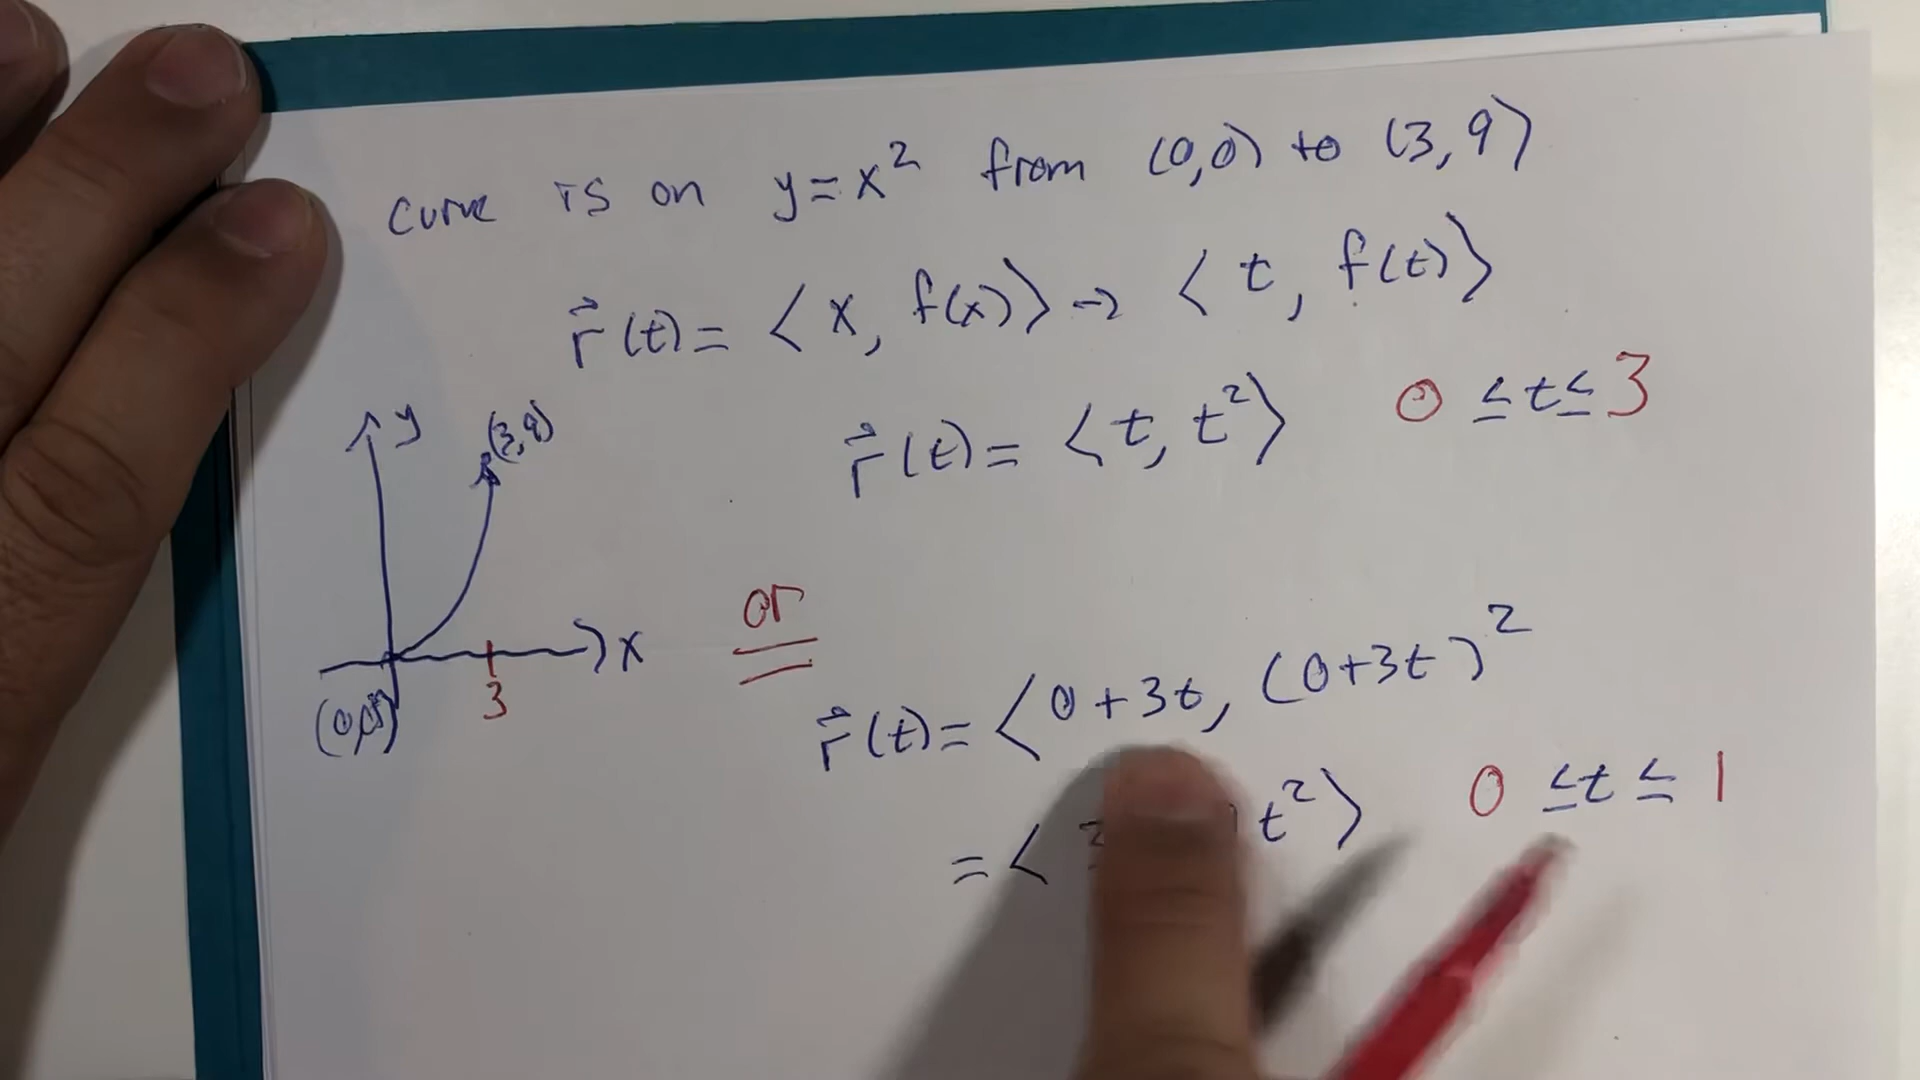 curve is on y=x² from (0,0) to (3,9)
r⃗(t)= ⟨x, f(x)⟩ → ⟨t, f(t)⟩
r⃗(t)= ⟨t, t²⟩ 0 ≤ t ≤ 3
y
(3,9)
or
x
3
(0,0)
r⃗(t)= ⟨0+3t, (0+3t)²
=⟨ t²⟩ 0 ≤ t ≤ 1